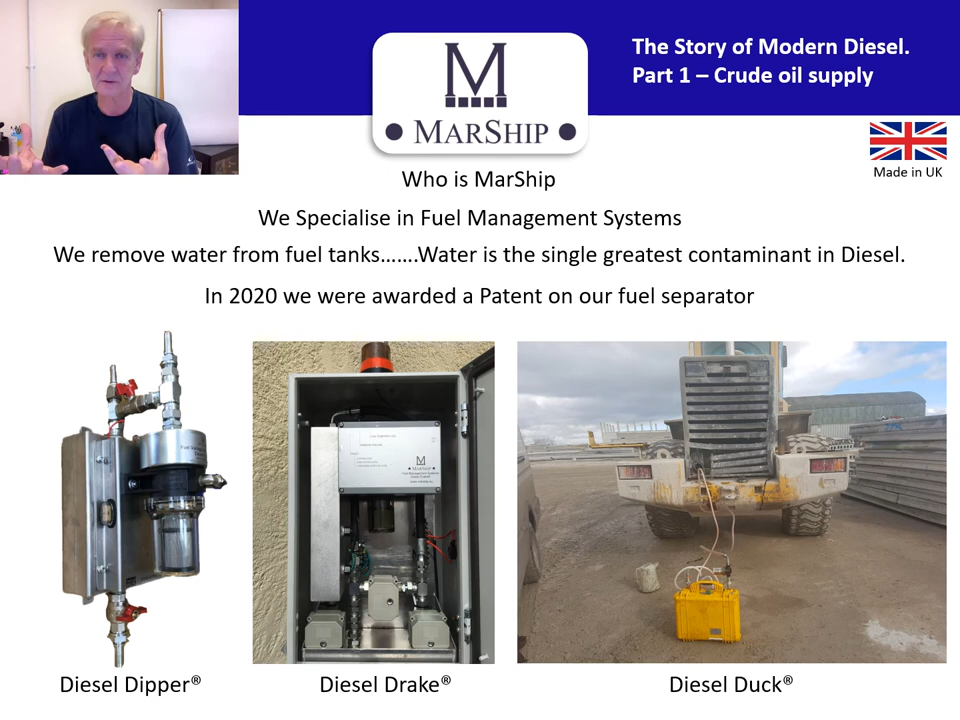 The Story of Modern Diesel.
Part 1 – Crude oil supply
M
MARSHIP
Made in UK
Who is MarShip
We Specialise in Fuel Management Systems
We remove water from fuel tanks…….Water is the single greatest contaminant in Diesel.
In 2020 we were awarded a Patent on our fuel separator
MARSHIP
Diesel Dipper®
Diesel Drake®
Diesel Duck®